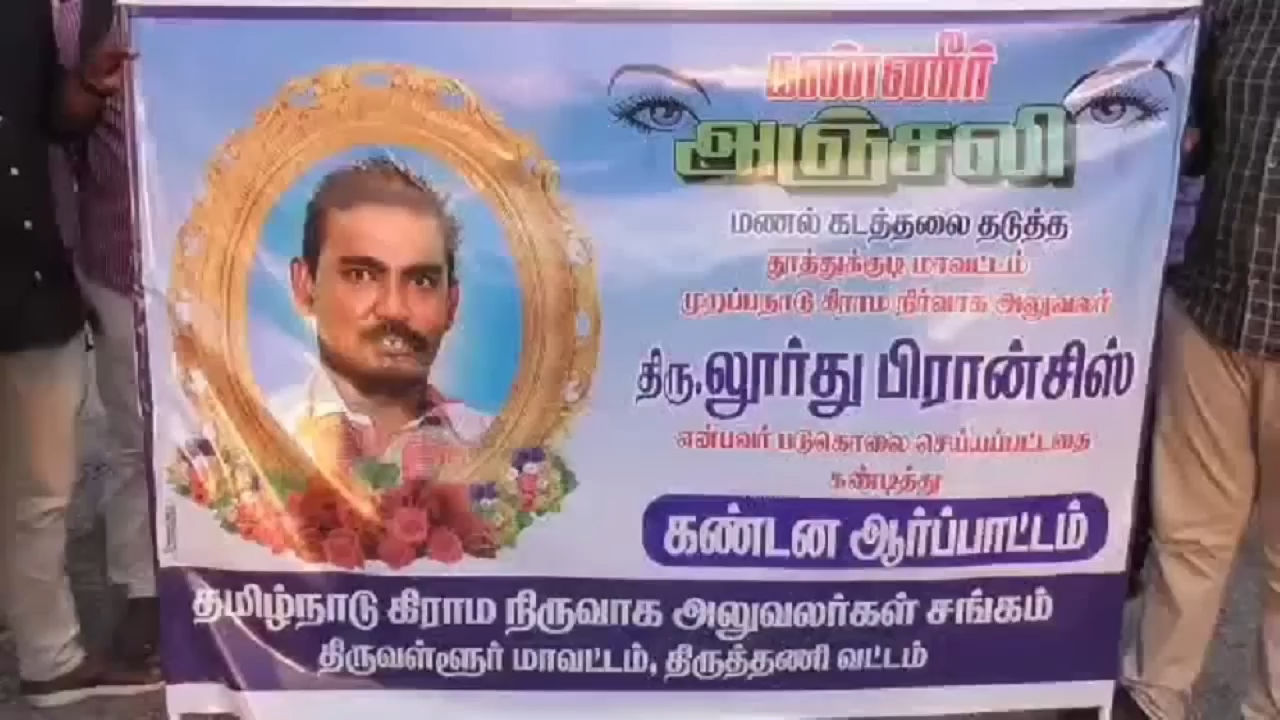 கண்ணீர்
அஞ்சலி
மணல் கடத்தலை தடுத்த
தூத்துக்குடி மாவட்டம்
முறப்பநாடு கிராம நிர்வாக அலுவலர்
திரு.லூர்து பிரான்சிஸ்
என்பவர் படுகொலை செய்யப்பட்டதை
கண்டித்து
கண்டன ஆர்ப்பாட்டம்
தமிழ்நாடு கிராம நிருவாக அலுவலர்கள் சங்கம்
திருவள்ளூர் மாவட்டம், திருத்தணி வட்டம்